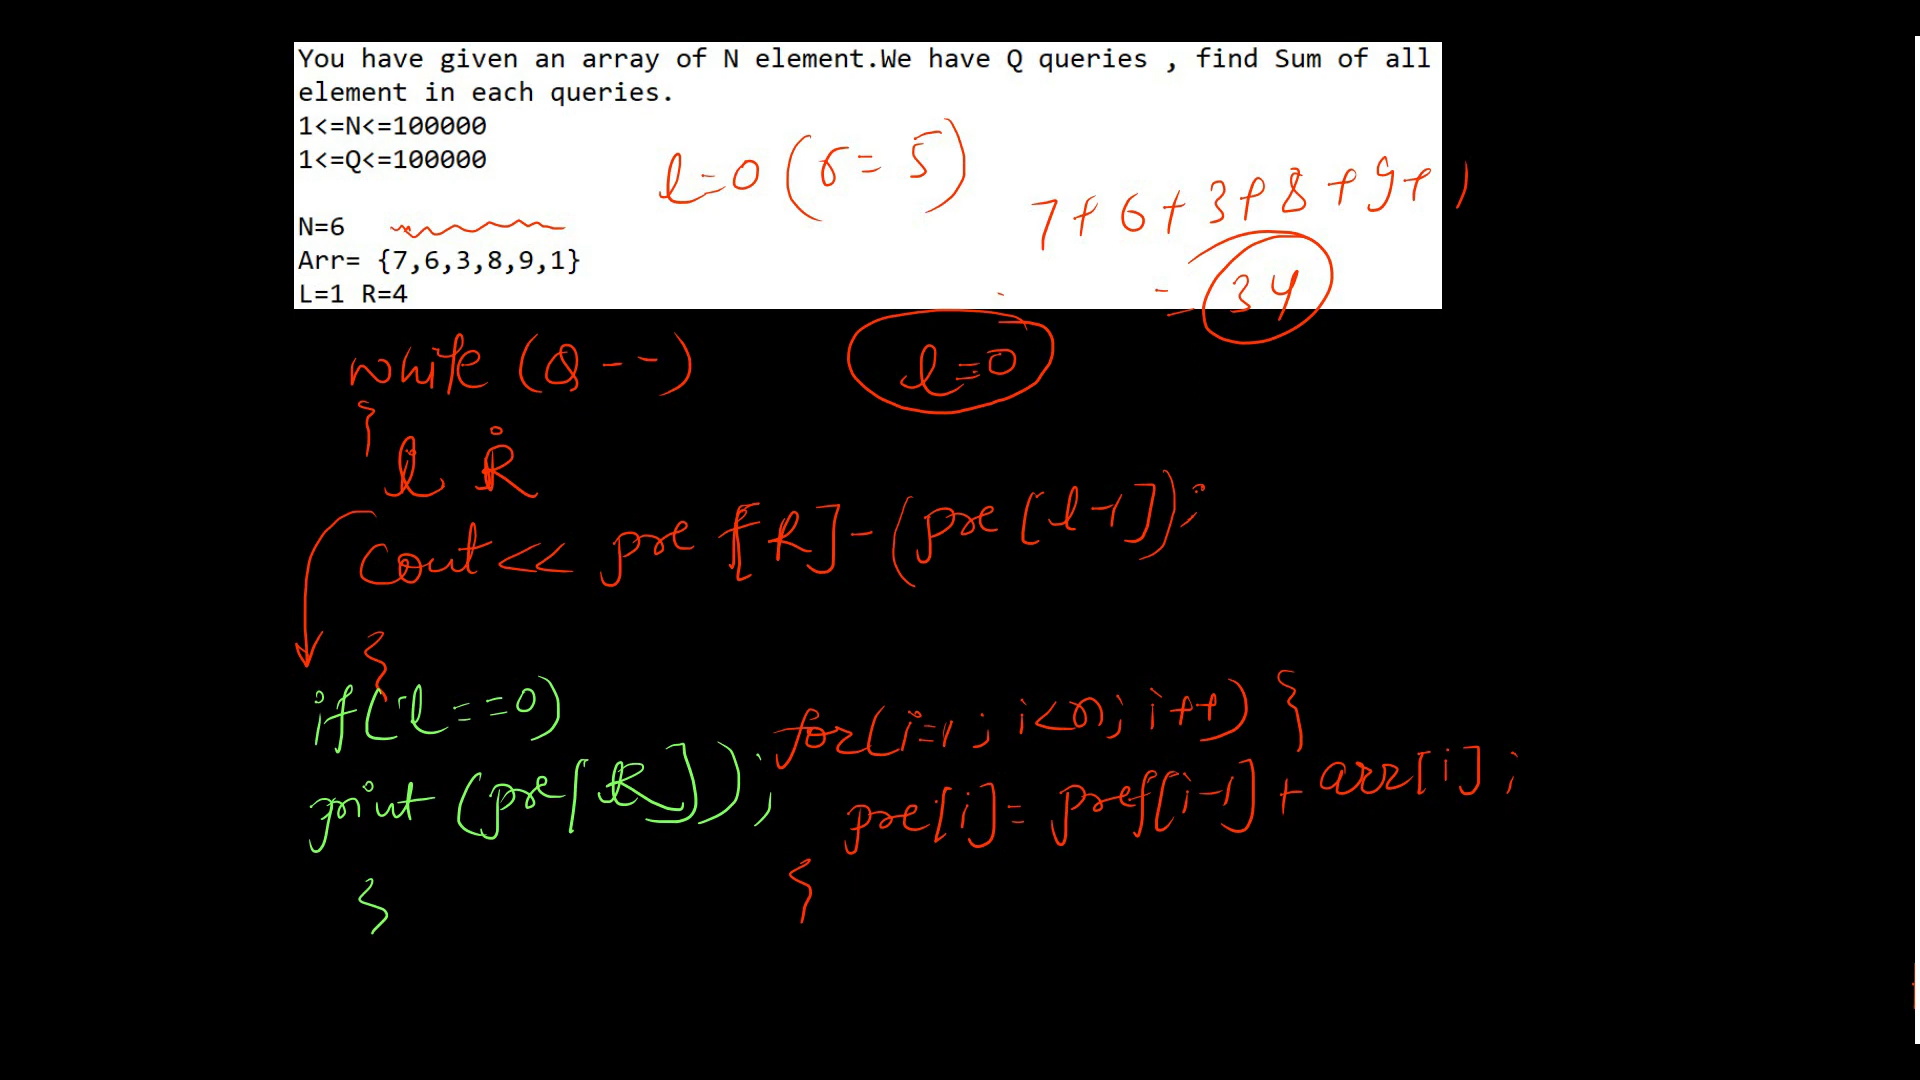 You have given an array of N element.We have Q queries , find Sum of all
element in each queries.
1<=N<=100000
1<=Q<=100000
l=0 (r= 5)
7+6+3+8+9+1
N=6
Arr= {7,6,3,8,9,1}
= 34
L=1 R=4
while (Q--)
l=0
{
l R
Cout << pre [R]-(pre[l-1]);
}
if(l==0)
for(i=1; i<n; i++) {
print (pre[R]);
pre[i]= pref[i-1] + arr[i];
}
}